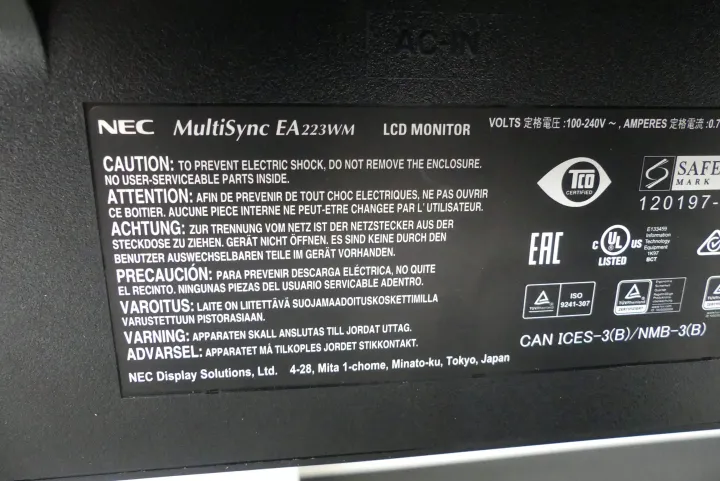 AC-IN
NEC MultiSync EA223WM LCD MONITOR VOLTS 定格電圧 :100-240V ~ , AMPERES 定格電流 :0.7
CAUTION: TO PREVENT ELECTRIC SHOCK, DO NOT REMOVE THE ENCLOSURE.
NO USER-SERVICEABLE PARTS INSIDE.
ATTENTION: AFIN DE PREVENIR DE TOUT CHOC ELECTRIQUES, NE PAS OUVRIR
CE BOITIER. AUCUNE PIECE INTERNE NE PEUT-ETRE CHANGEE PAR L'UTILISATEUR.
ACHTUNG: ZUR TRENNUNG VOM NETZ IST DER NETZSTECKER AUS DER
STECKDOSE ZU ZIEHEN. GERÄT NICHT ÖFFNEN. ES SIND KEINE DURCH DEN
BENUTZER AUSWECHSELBAREN TEILE IM GERÄT VORHANDEN.
PRECAUCIÓN: PARA PREVENIR DESCARGA ELÉCTRICA, NO QUITE
EL RECINTO. NINGUNAS PIEZAS DEL USUARIO SERVICEABLE ADENTRO.
VAROITUS: LAITE ON LIITETTÄVÄ SUOJAMAADOITUSKOSKETTIMILLA
VARUSTETTUUN PISTORASIAAN.
VARNING: APPARATEN SKALL ANSLUTAS TILL JORDAT UTTAG.
ADVARSEL: APPARATET MÅ TILKOPLES JORDET STIKKONTAKT.
NEC Display Solutions, Ltd. 4-28, Mita 1-chome, Minato-ku, Tokyo, Japan
TCO
CERTIFIED
S SAFE
MARK
120197-
EAC
C UL US
LISTED
E133459
Information
Technology
Equipment
1K97
BCT
ISO
9241-307
CAN ICES-3(B)/NMB-3(B)